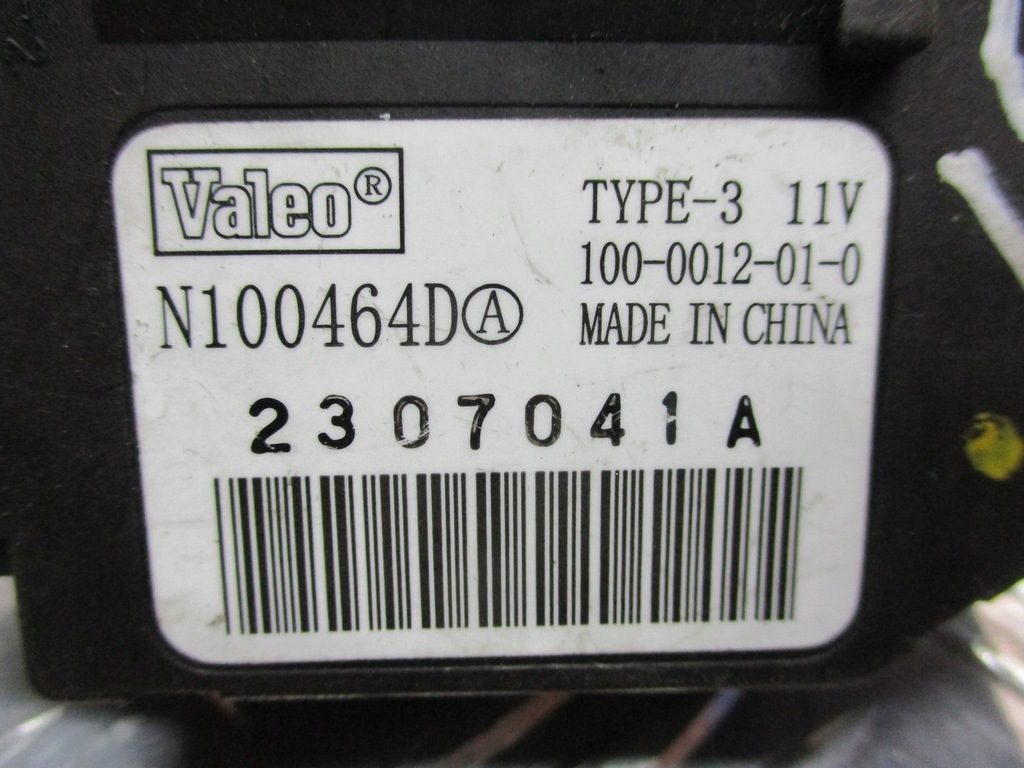 Valeo®
TYPE-3 11V
100-0012-01-0
N100464DⒶ
MADE IN CHINA
2307041A